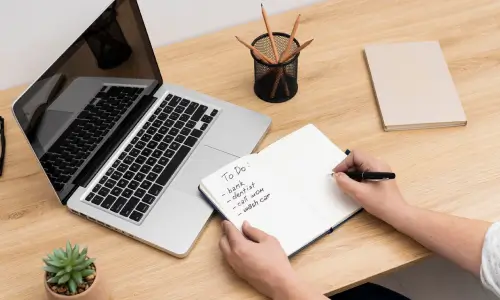 To Do:
- bank
- dentist
- call mom
- wash car